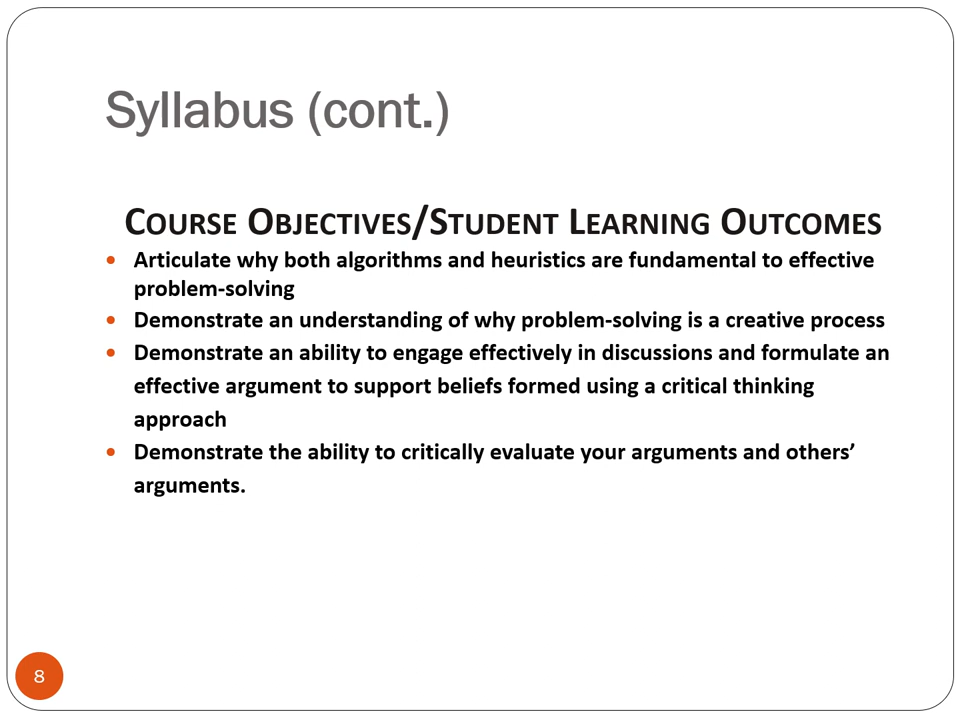 Syllabus (cont.)
COURSE OBJECTIVES/STUDENT LEARNING OUTCOMES
• Articulate why both algorithms and heuristics are fundamental to effective
problem-solving
• Demonstrate an understanding of why problem-solving is a creative process
• Demonstrate an ability to engage effectively in discussions and formulate an
effective argument to support beliefs formed using a critical thinking
approach
• Demonstrate the ability to critically evaluate your arguments and others’
arguments.
8